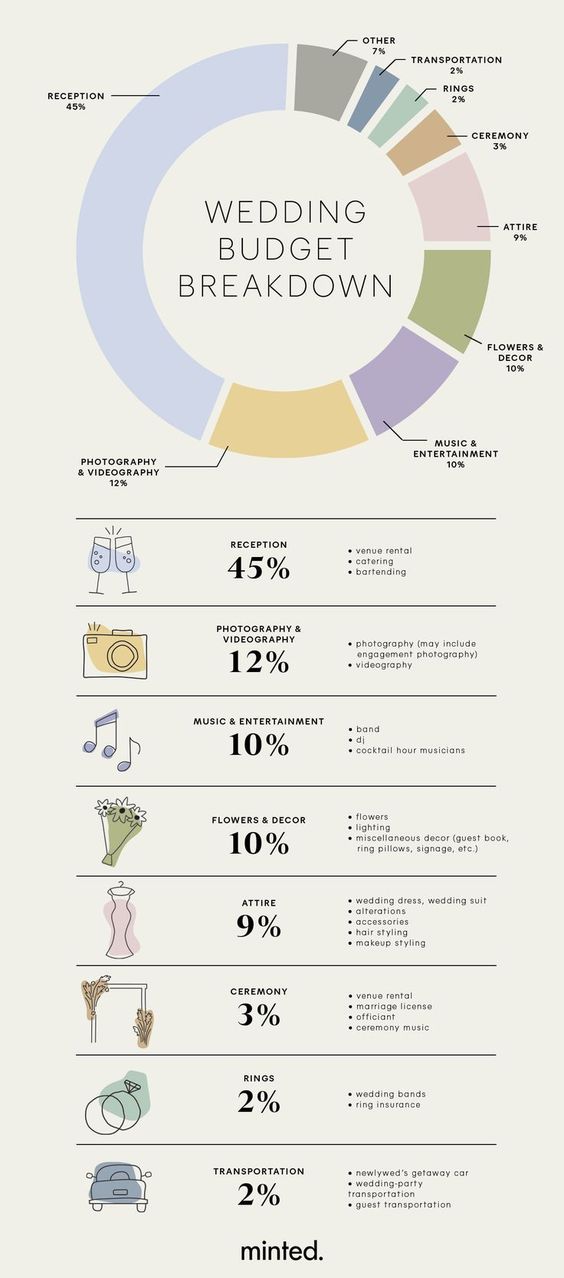 OTHER
7%
TRANSPORTATION
2%
RINGS
2%
RECEPTION
45%
CEREMONY
3%
WEDDING
BUDGET
BREAKDOWN
ATTIRE
9%
FLOWERS &
DECOR
10%
MUSIC &
ENTERTAINMENT
10%
PHOTOGRAPHY
& VIDEOGRAPHY
12%
RECEPTION
45%
• venue rental
• catering
• bartending
PHOTOGRAPHY &
VIDEOGRAPHY
12%
• photography (may include
engagement photography)
• videography
MUSIC & ENTERTAINMENT
10%
• band
• dj
• cocktail hour musicians
FLOWERS & DECOR
10%
• flowers
• lighting
• miscellaneous decor (guest book,
ring pillows, signage, etc.)
ATTIRE
9%
• wedding dress, wedding suit
• alterations
• accessories
• hair styling
• makeup styling
CEREMONY
3%
• venue rental
• marriage license
• officiant
• ceremony music
RINGS
2%
• wedding bands
• ring insurance
TRANSPORTATION
2%
• newlywed's getaway car
• wedding-party
transportation
• guest transportation
minted.